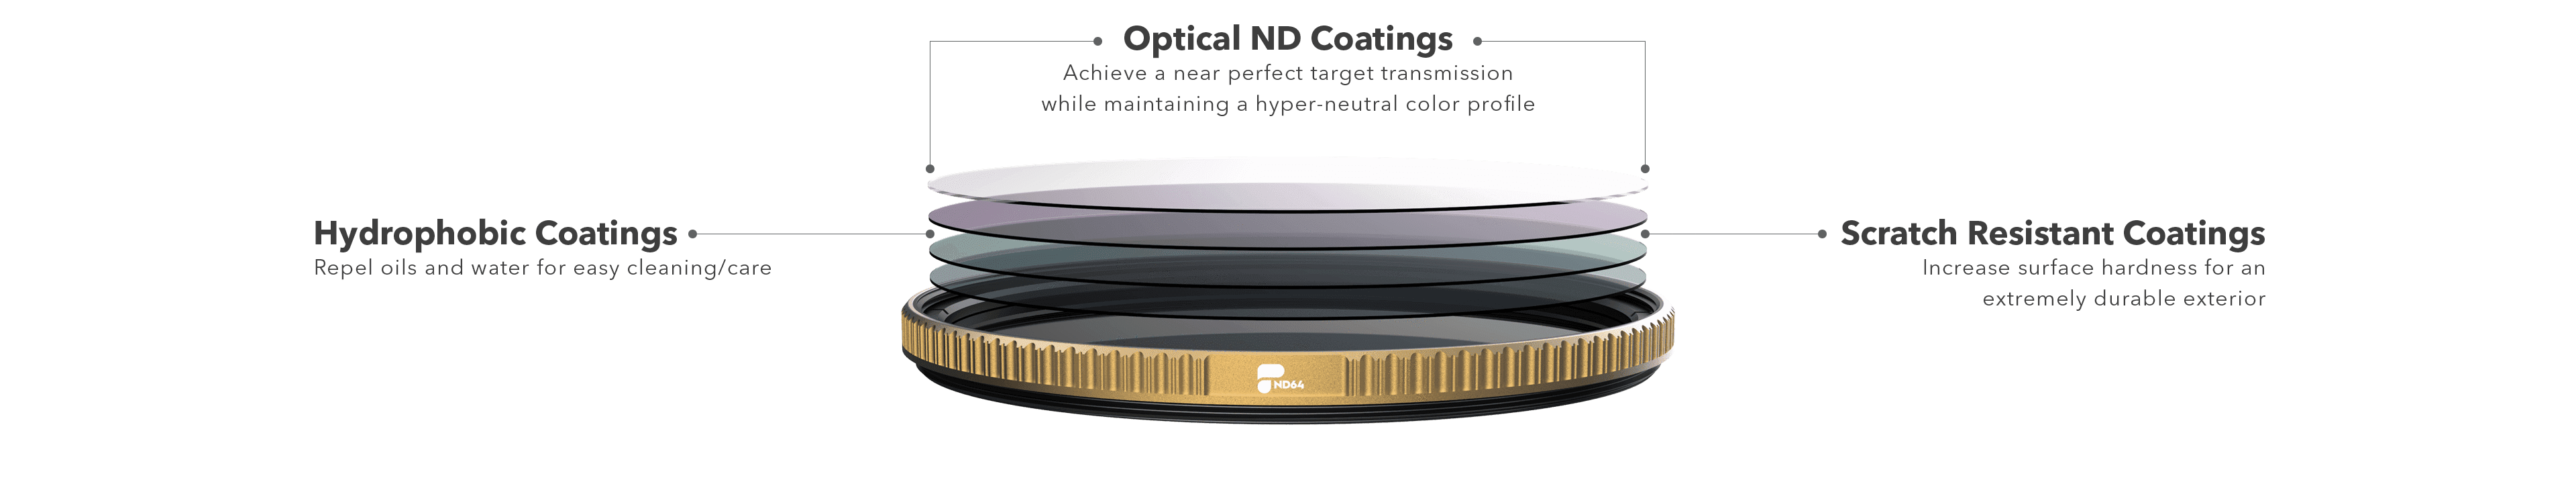 Optical ND Coatings
Achieve a near perfect target transmission
while maintaining a hyper-neutral color profile
Hydrophobic Coatings
Repel oils and water for easy cleaning/care
Scratch Resistant Coatings
Increase surface hardness for an
extremely durable exterior
ND64